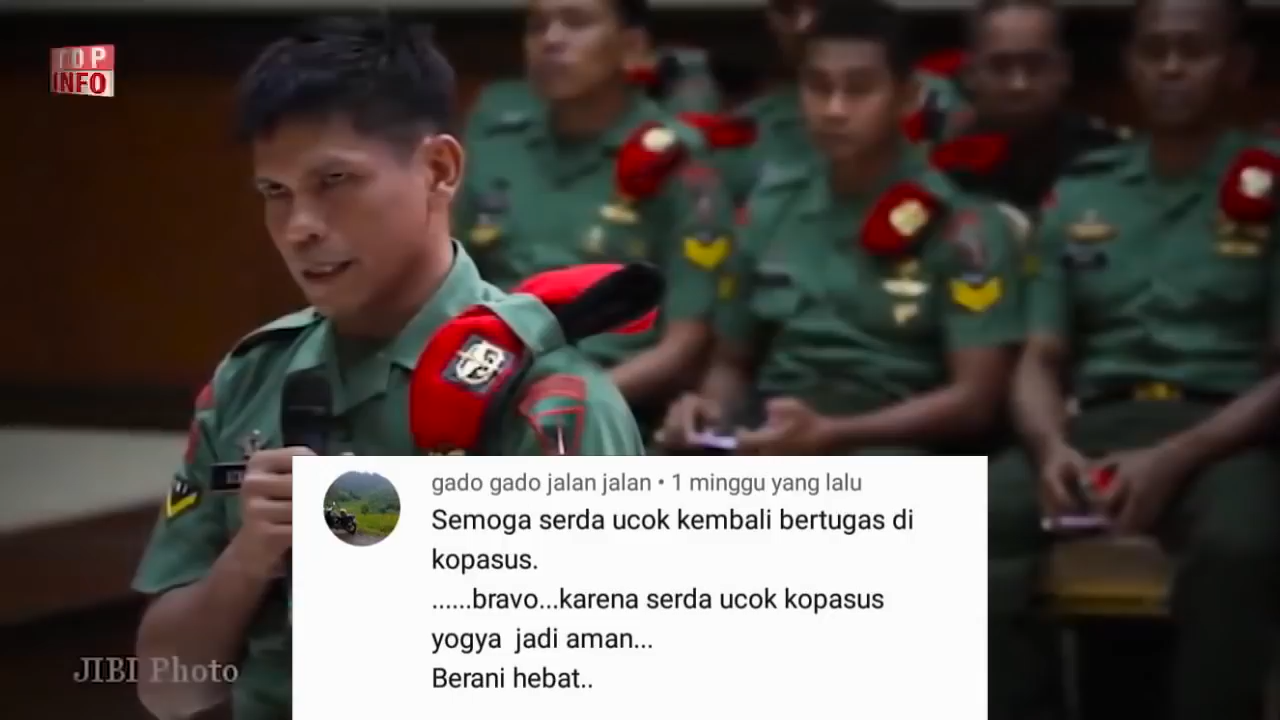 TOP
INFO
gado gado jalan jalan • 1 minggu yang lalu
Semoga serda ucok kembali bertugas di
kopasus.
......bravo...karena serda ucok kopasus
yogya  jadi aman...
Berani hebat..
JIBI Photo